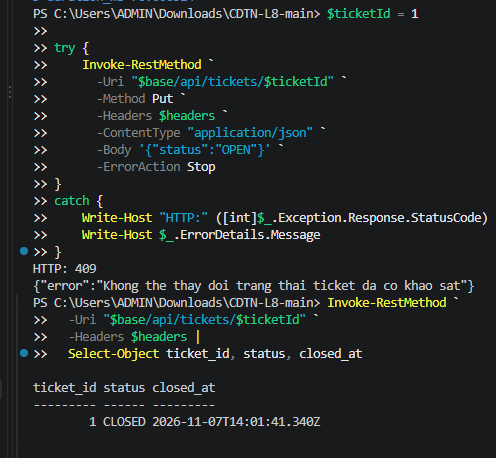 PS C:\Users\ADMIN\Downloads\CDTN-L8-main> $ticketId = 1
>>
>> try {
>>     Invoke-RestMethod `
>>       -Uri "$base/api/tickets/$ticketId" `
>>       -Method Put `
>>       -Headers $headers `
>>       -ContentType "application/json" `
>>       -Body '{"status":"OPEN"}' `
>>       -ErrorAction Stop
>> }
>> catch {
>>     Write-Host "HTTP:" ([int]$_.Exception.Response.StatusCode)
>>     Write-Host $_.ErrorDetails.Message
>> }
HTTP: 409
{"error":"Khong the thay doi trang thai ticket da co khao sat"}
PS C:\Users\ADMIN\Downloads\CDTN-L8-main> Invoke-RestMethod `
>>   -Uri "$base/api/tickets/$ticketId" `
>>   -Headers $headers |
>>   Select-Object ticket_id, status, closed_at
ticket_id status closed_at
--------- ------ ---------
        1 CLOSED 2026-11-07T14:01:41.340Z